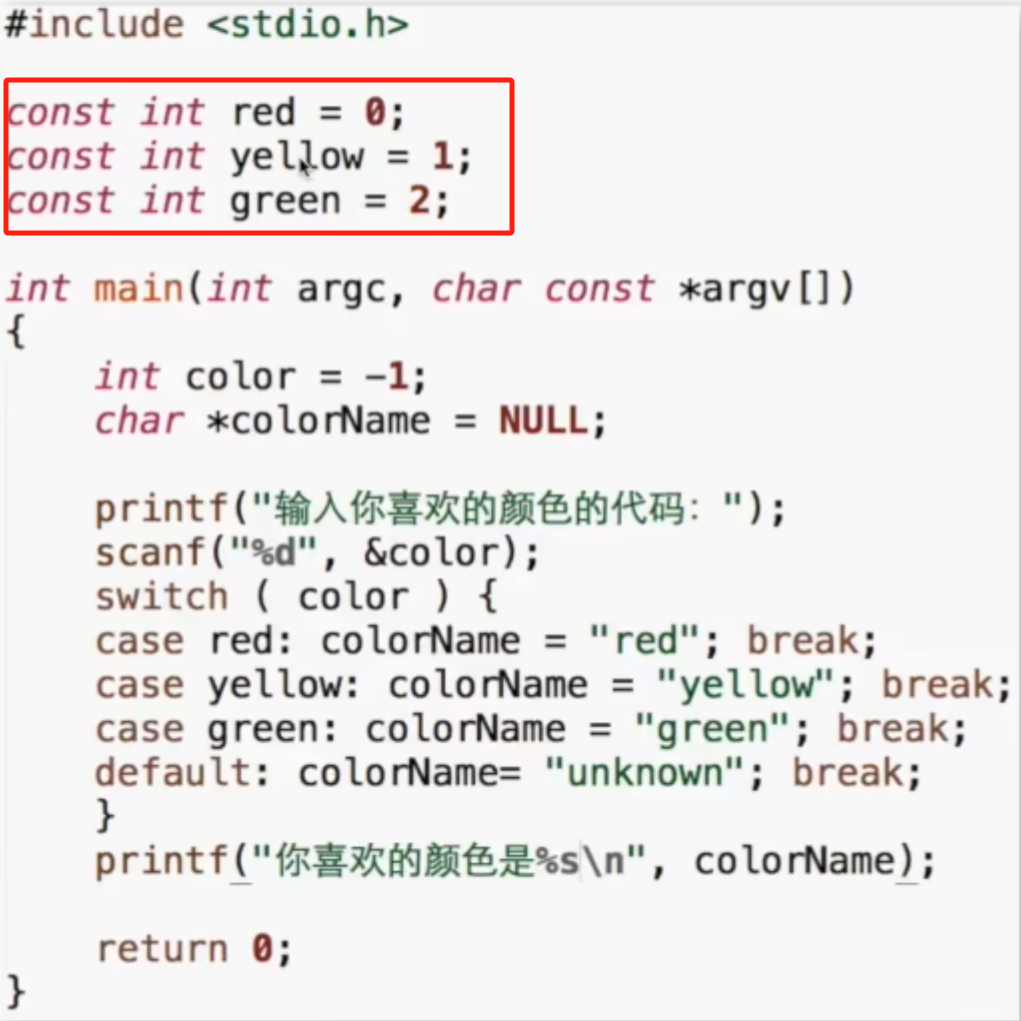 #include <stdio.h>
const int red = 0;
const int yellow = 1;
const int green = 2;
int main(int argc, char const *argv[])
{
int color = -1;
char *colorName = NULL;
printf("输入你喜欢的颜色的代码：");
scanf("%d", &color);
switch ( color ) {
case red: colorName = "red"; break;
case yellow: colorName = "yellow"; break;
case green: colorName = "green"; break;
default: colorName= "unknown"; break;
}
printf("你喜欢的颜色是%s\n", colorName);
return 0;
}